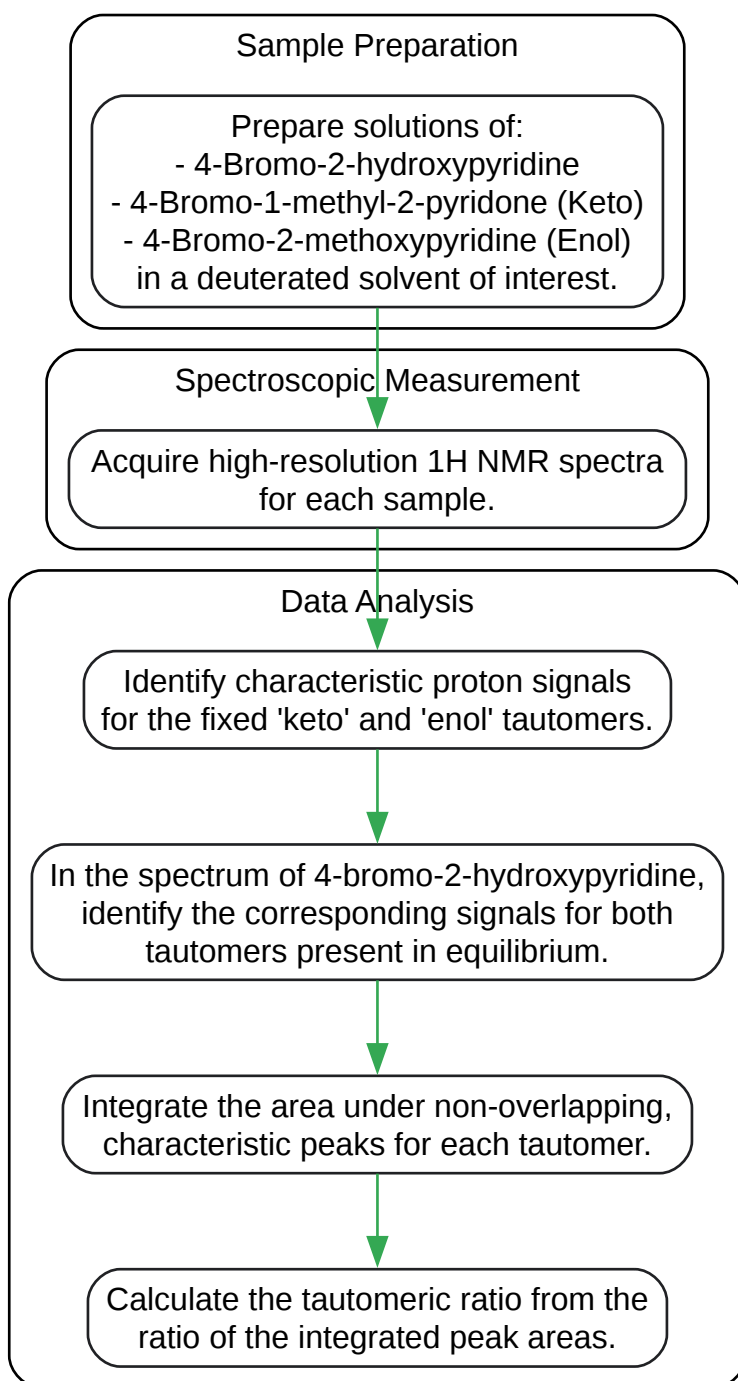 Sample Preparation
Prepare solutions of:
- 4-Bromo-2-hydroxypyridine
- 4-Bromo-1-methyl-2-pyridone (Keto)
- 4-Bromo-2-methoxypyridine (Enol)
in a deuterated solvent of interest.
Spectroscopic Measurement
Acquire high-resolution 1H NMR spectra
for each sample.
Data Analysis
Identify characteristic proton signals
for the fixed 'keto' and 'enol' tautomers.
In the spectrum of 4-bromo-2-hydroxypyridine,
identify the corresponding signals for both
tautomers present in equilibrium.
Integrate the area under non-overlapping,
characteristic peaks for each tautomer.
Calculate the tautomeric ratio from the
ratio of the integrated peak areas.